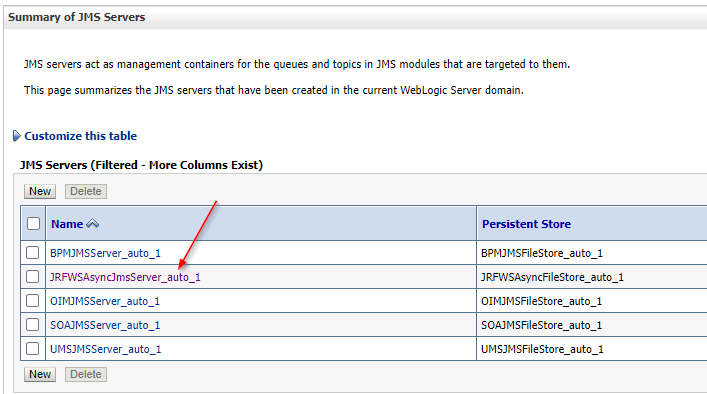 Summary of JMS Servers
JMS servers act as management containers for the queues and topics in JMS modules that are targeted to them.
This page summarizes the JMS servers that have been created in the current WebLogic Server domain.
Customize this table
JMS Servers (Filtered - More Columns Exist)
New Delete
Name Persistent Store
BPMJMSServer_auto_1 BPMJMSFileStore_auto_1
JRFWSAsyncJmsServer_auto_1 JRFWSAsyncFileStore_auto_1
OIMJMSServer_auto_1 OIMJMSFileStore_auto_1
SOAJMSServer_auto_1 SOAJMSFileStore_auto_1
UMSJMSServer_auto_1 UMSJMSFileStore_auto_1
New Delete